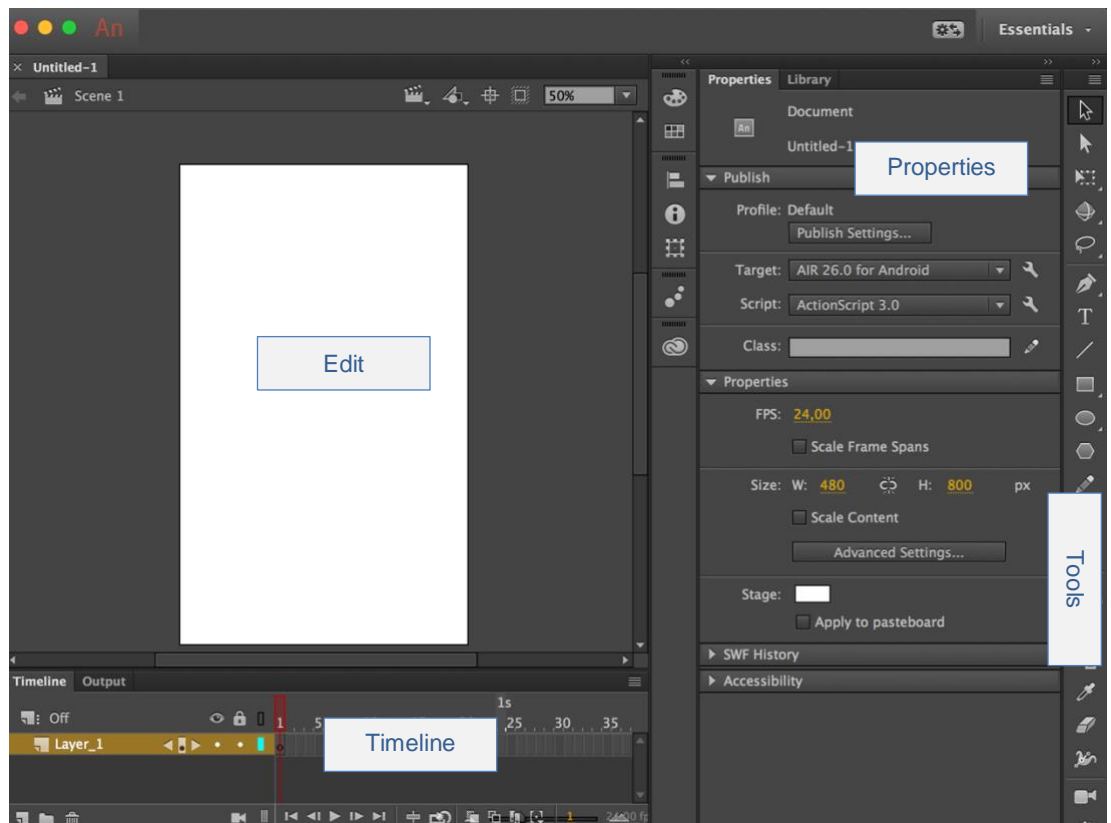 An
Essentials
× Untitled-1
Scene 1
50%
Edit
Timeline Output
Off
1s
1 5 25 30 35
Layer_1
Timeline
1
Properties Library
Document
An
Untitled-1
Properties
Publish
Profile: Default
Publish Settings...
Target: AIR 26.0 for Android
Script: ActionScript 3.0
Class:
Properties
FPS: 24,00
Scale Frame Spans
Size: W: 480 H: 800 px
Scale Content
Advanced Settings...
Stage:
Apply to pasteboard
SWF History
Accessibility
T
Tools